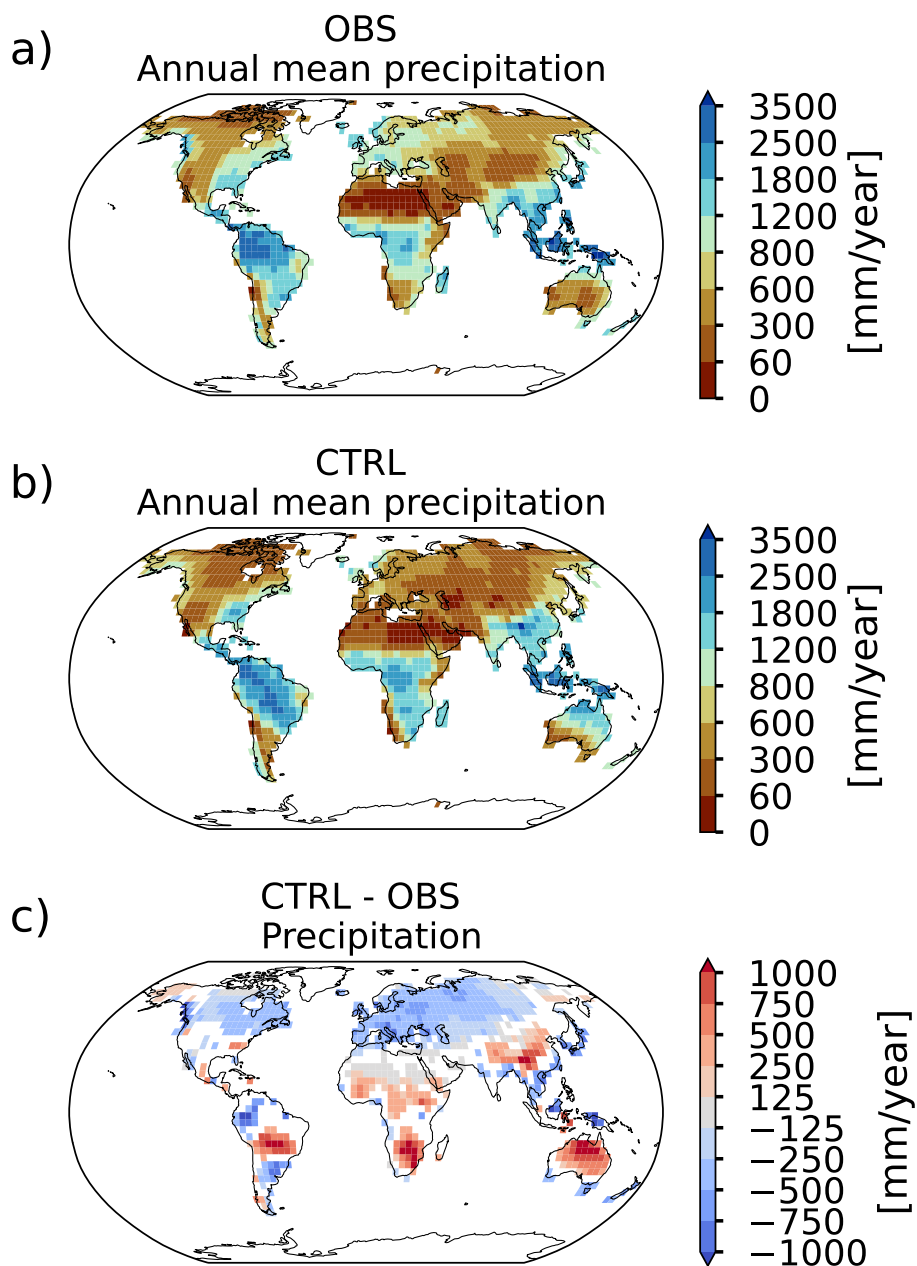 a)
OBS
Annual mean precipitation
3500
2500
1800
1200
800
600
300
60
0
[mm/year]
b)
CTRL
Annual mean precipitation
3500
2500
1800
1200
800
600
300
60
0
[mm/year]
c)
CTRL - OBS
Precipitation
1000
750
500
250
125
−125
−250
−500
−750
−1000
[mm/year]